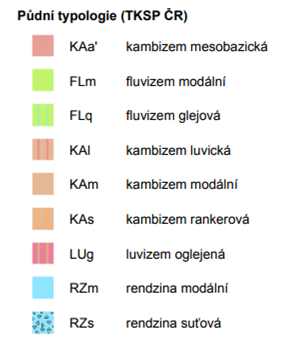 Půdní typologie (TKSP ČR)
KAa' kambizem mesobazická
FLm fluvizem modální
FLq fluvizem glejová
KAl kambizem luvická
KAm kambizem modální
KAs kambizem rankerová
LUg luvizem oglejená
RZm rendzina modální
RZs rendzina suťová